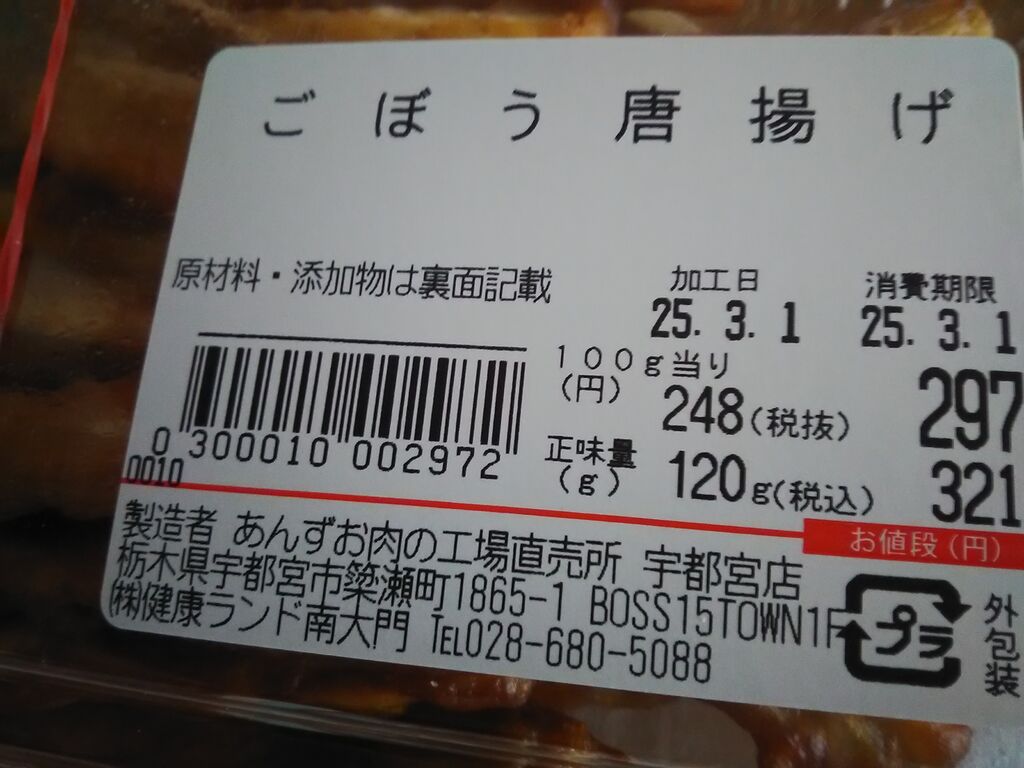 ごぼう唐揚げ
原材料・添加物は裏面記載
加工日 消費期限
25. 3. 1 25. 3. 1
100g当り
(円) 248(税抜) 297
正味量
(g) 120g(税込) 321
0 300010 002972
0010
お値段(円)
製造者 あんずお肉の工場直売所 宇都宮店
栃木県宇都宮市簗瀬町1865-1 BOSS15TOWN1F
㈱健康ランド南大門 TEL028-680-5088
プラ
外包装